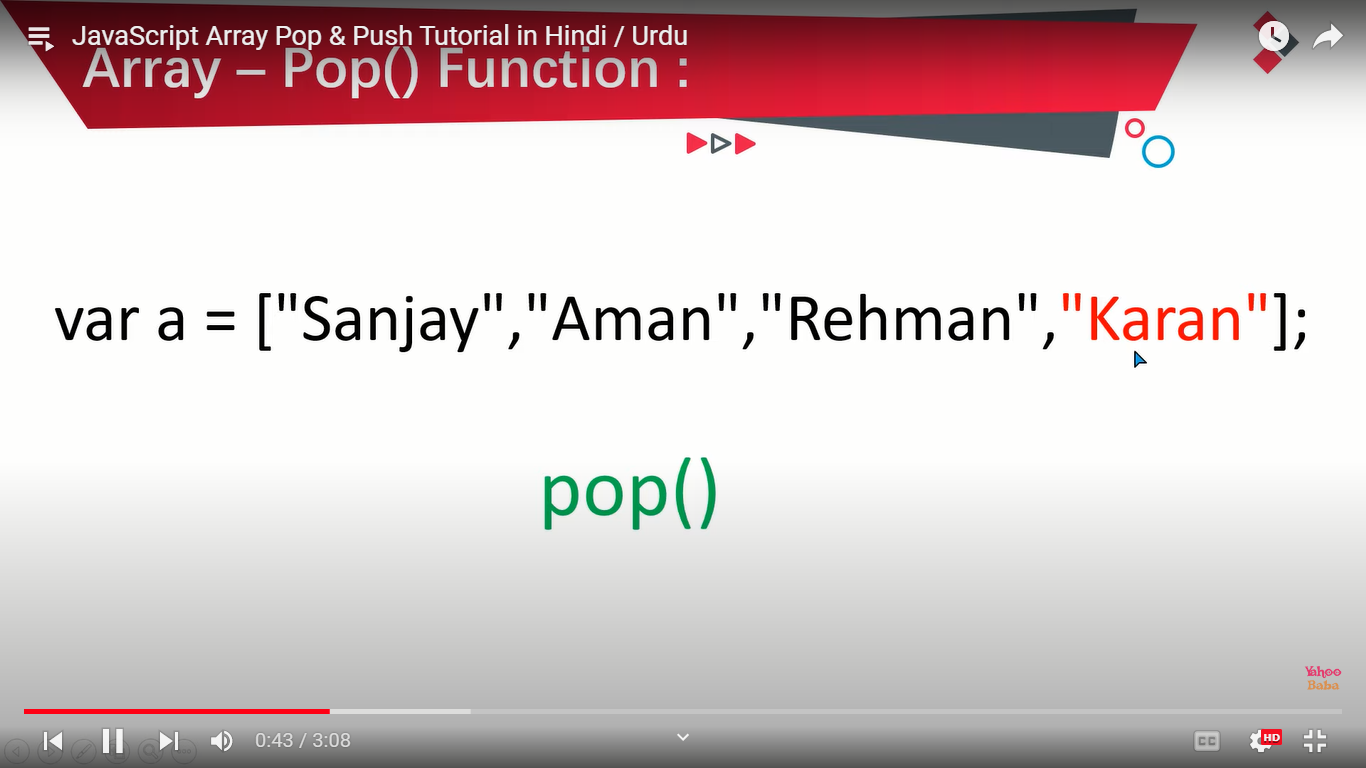 JavaScript Array Pop & Push Tutorial in Hindi / Urdu
Array – Pop() Function :
var a = ["Sanjay","Aman","Rehman","Karan"];
pop()
Yahoo
Baba
0:43 / 3:08
CC
HD